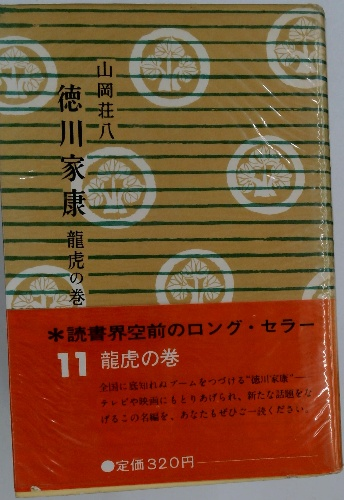 山岡荘八
徳川家康 龍虎の巻
*読書界空前のロング・セラー
11 龍虎の巻
全国に底知れぬブームをつづける"徳川家康"―
テレビや映画にもとりあげられ、新たな話題をな
げるこの名編を、あなたもぜひご一読ください。
●定価320円